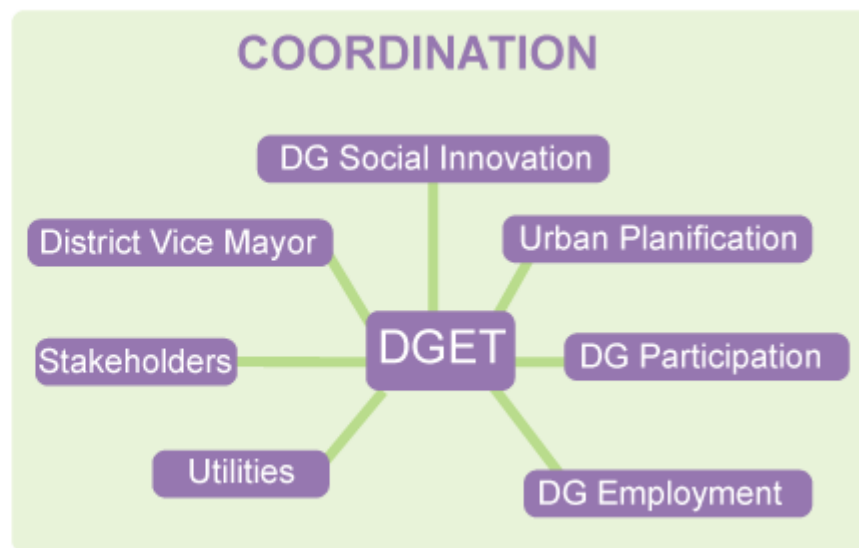 COORDINATION
DG Social Innovation
District Vice Mayor
Urban Planification
DGET
Stakeholders
DG Participation
Utilities
DG Employment